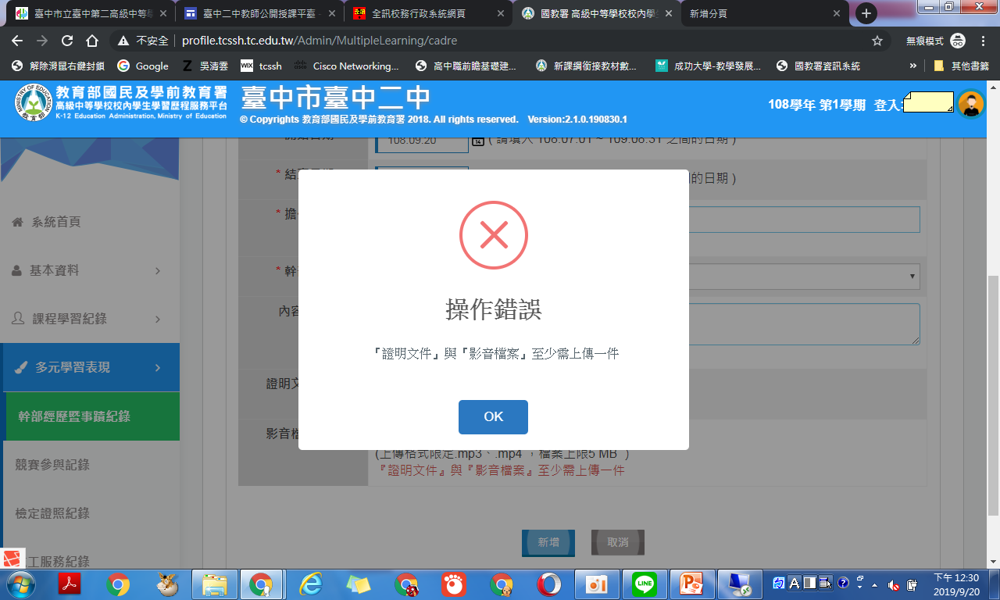 臺中市立臺中第二高級中等學
臺中二中教師公開授課平臺 -
全訊校務行政系統網頁
國教署 高級中等學校校內學生
新增分頁
不安全
profile.tcssh.tc.edu.tw/Admin/MultipleLearning/cadre
無痕模式
解除滑鼠右鍵封鎖
Google
吳清雲
WIX
tcssh
Cisco Networking...
高中職前瞻基礎建...
新課綱銜接教材數...
成功大學-教學發展...
國教署資訊系統
»
其他書籤
教育部國民及學前教育署
高級中等學校校內學生學習歷程服務平台
K-12 Education Administration, Ministry of Education
臺中市臺中二中
© Copyrights 教育部國民及學前教育署 2018. All rights reserved. Version:2.1.0.190830.1
108學年 第1學期 登入
開始日期
108.09.20
( 請填入 108.07.01 ~ 109.08.31 之間的日期 )
* 結束日期
間的日期 )
* 擔
* 幹
內容
證明文
影音檔
操作錯誤
『證明文件』與『影音檔案』至少需上傳一件
OK
(上傳格式限定.mp3、.mp4 ，檔案上限5 MB )
『證明文件』與『影音檔案』至少需上傳一件
新增
取消
系統首頁
基本資料
課程學習紀錄
多元學習表現
幹部經歷暨事蹟紀錄
競賽參與記錄
檢定證照紀錄
工服務紀錄
LINE
A
下午 12:30
2019/9/20